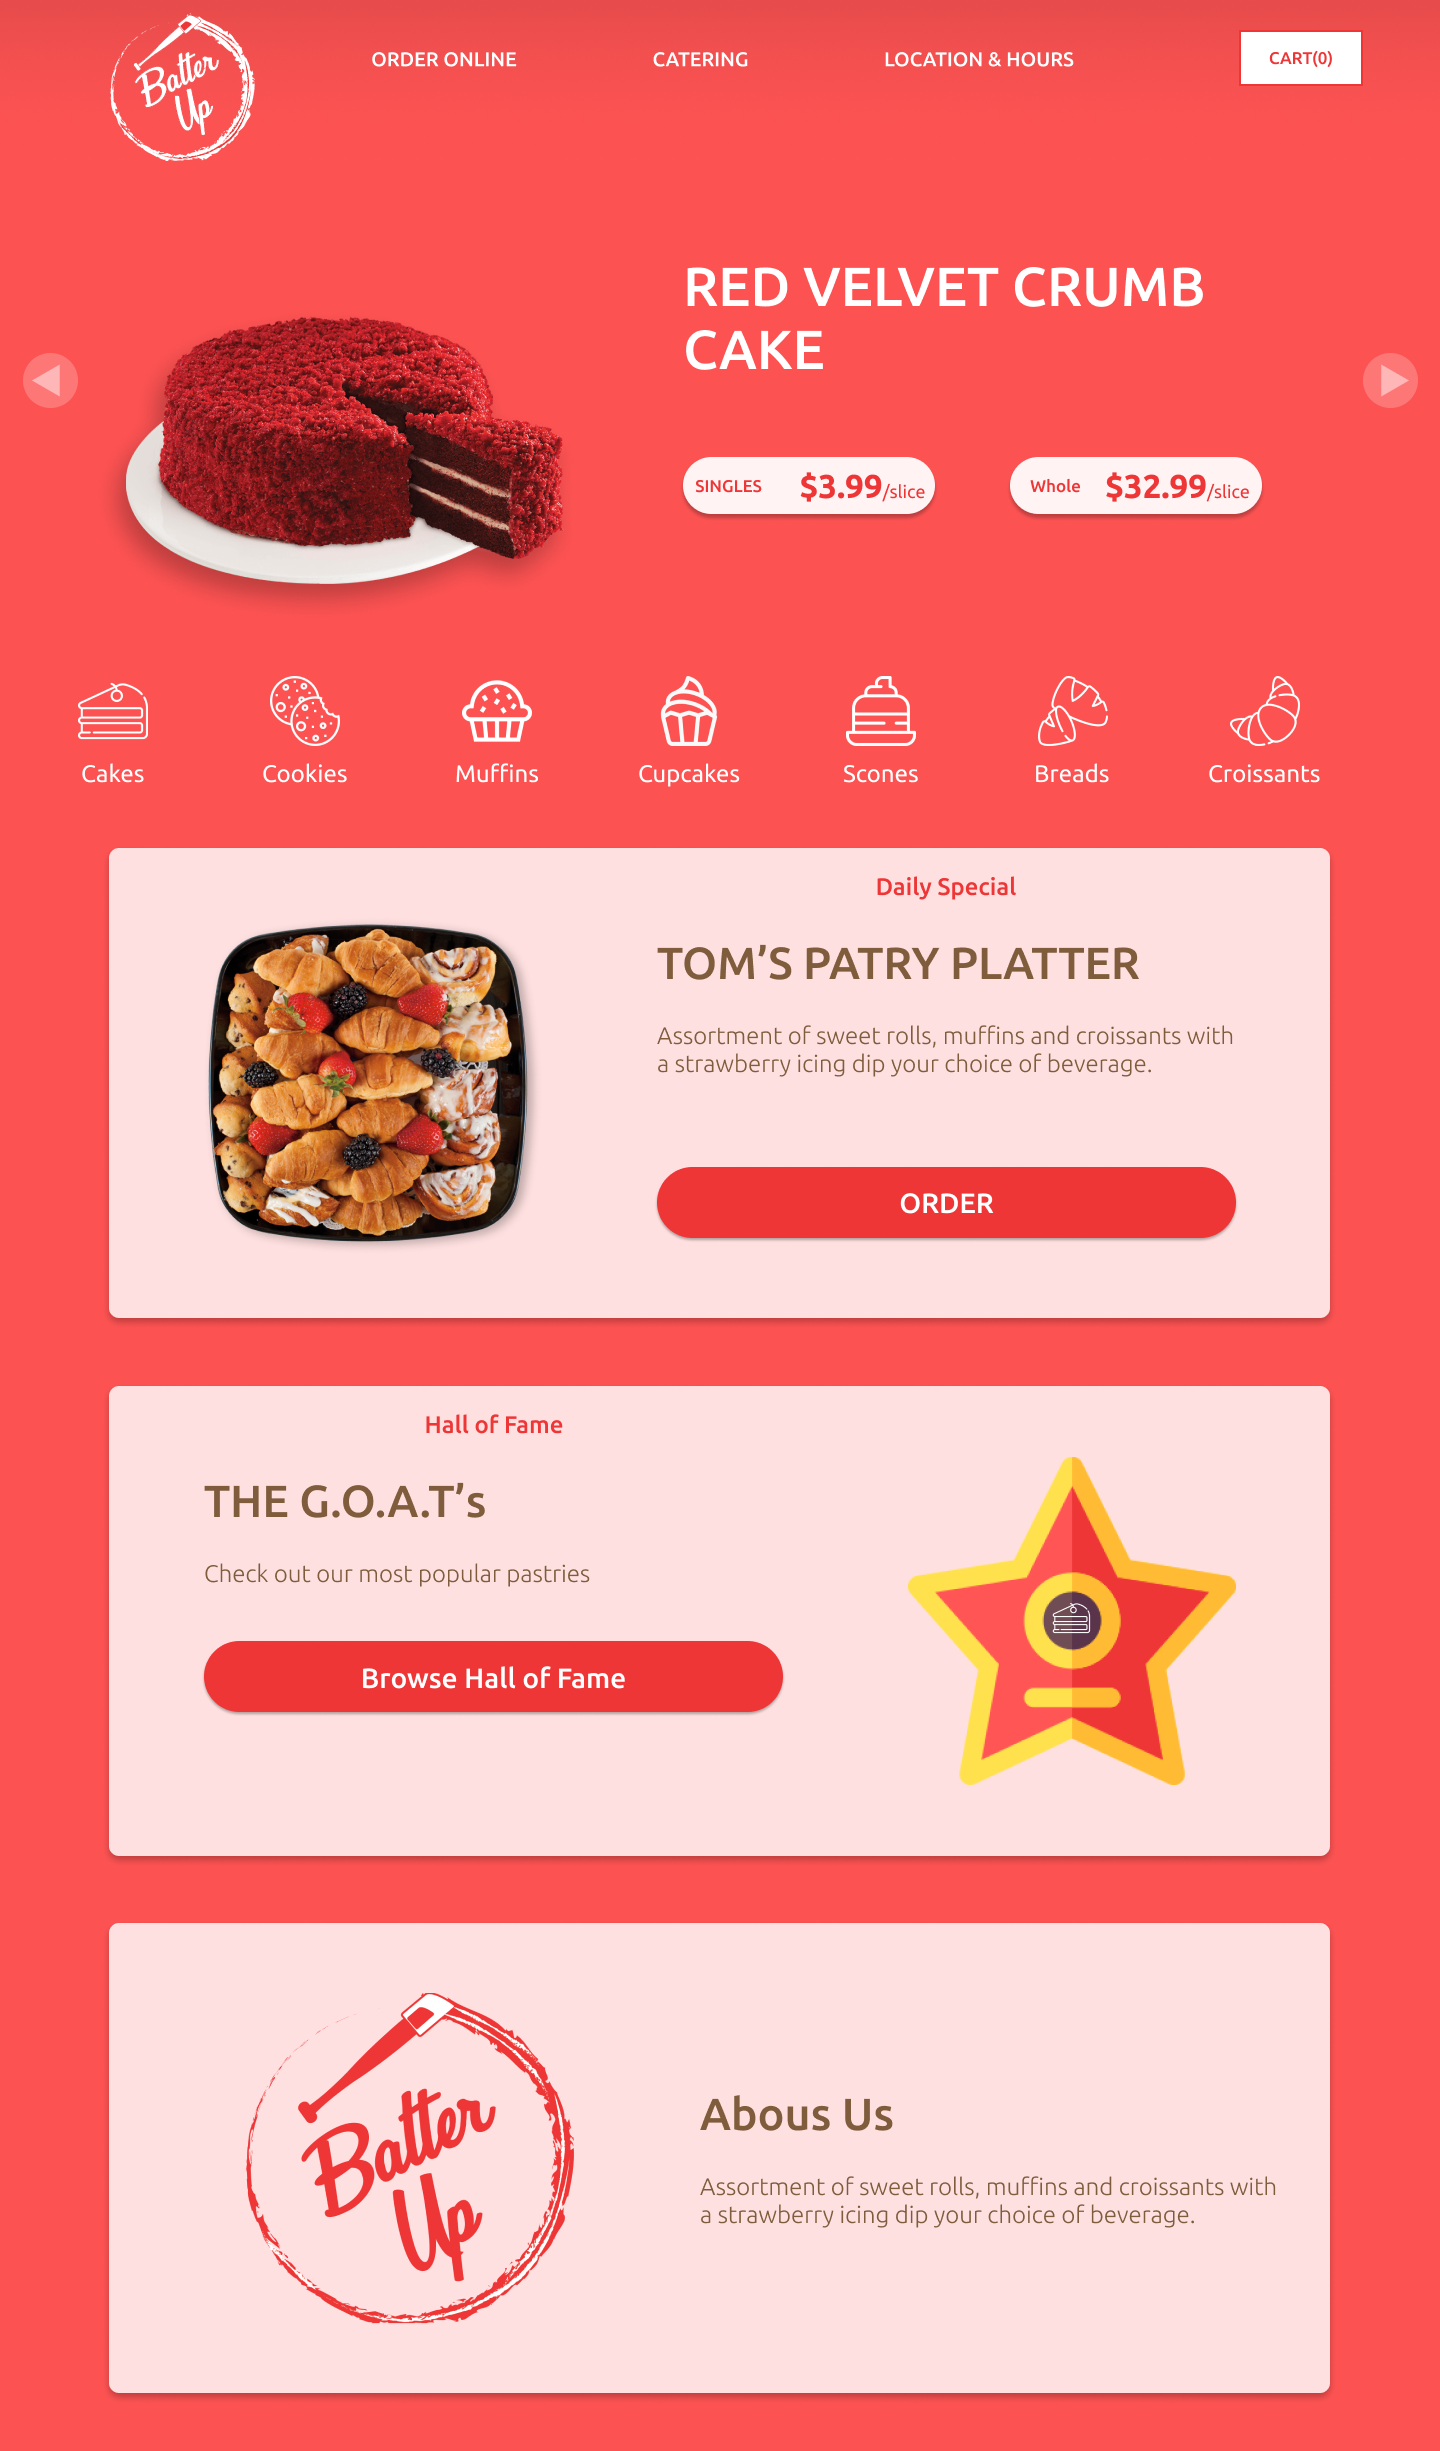 Batter
Up
ORDER ONLINE
CATERING
LOCATION & HOURS
CART(0)
RED VELVET CRUMB
CAKE
SINGLES $3.99/slice
Whole $32.99/slice
Cakes
Cookies
Muffins
Cupcakes
Scones
Breads
Croissants
Daily Special
TOM’S PATRY PLATTER
Assortment of sweet rolls, muffins and croissants with
a strawberry icing dip your choice of beverage.
ORDER
Hall of Fame
THE G.O.A.T’s
Check out our most popular pastries
Browse Hall of Fame
Batter
Up
Abous Us
Assortment of sweet rolls, muffins and croissants with
a strawberry icing dip your choice of beverage.